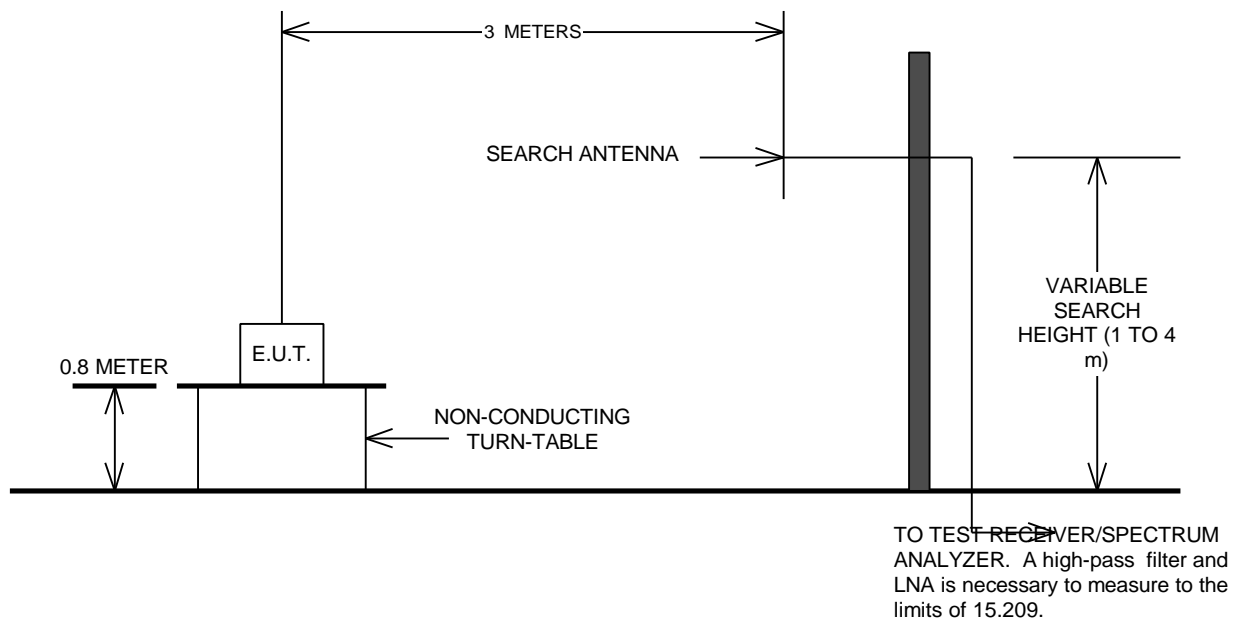 3 METERS
SEARCH ANTENNA
VARIABLE
SEARCH
HEIGHT (1 TO 4
m)
E.U.T.
0.8 METER
NON-CONDUCTING
TURN-TABLE
TO TEST RECEIVER/SPECTRUM
ANALYZER. A high-pass filter and
LNA is necessary to measure to the
limits of 15.209.